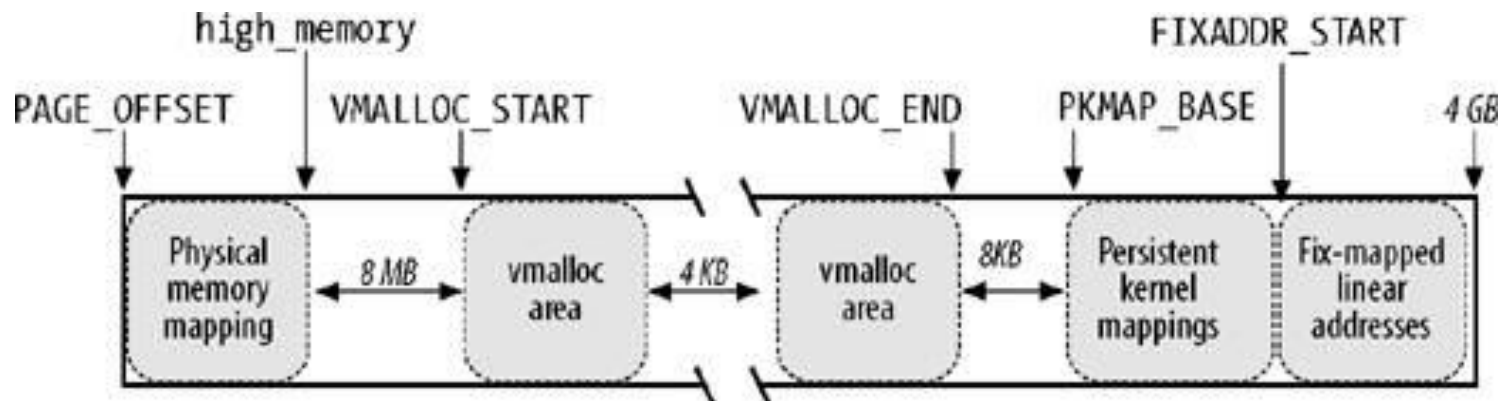 high_memory
FIXADDR_START
PAGE_OFFSET
VMALLOC_START
VMALLOC_END
PKMAP_BASE
4 GB
Physical
memory
mapping
8 MB
vmalloc
area
4 KB
vmalloc
area
8KB
Persistent
kernel
mappings
Fix-mapped
linear
addresses